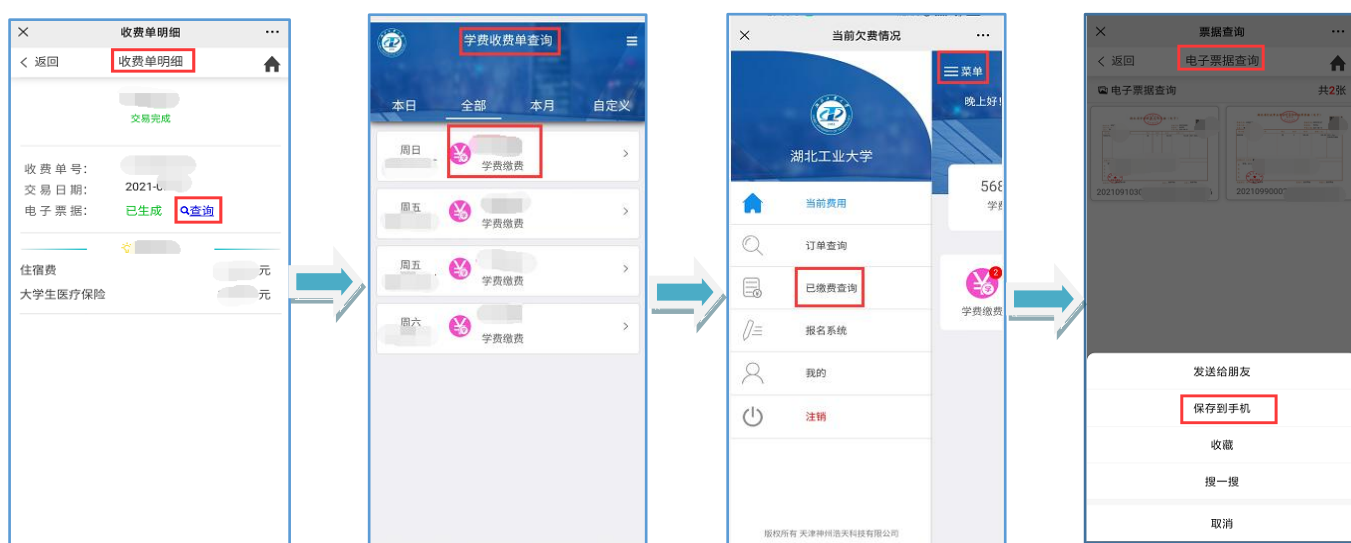 收费单明细
返回
收费单明细
交易完成
收费单号:
交易日期: 2021-0
电子票据: 已生成 查询
住宿费 元
大学生医疗保险 元
学费收费单查询
本日 全部 本月 自定义
周日
学费缴费
周五
学费缴费
周五
学费缴费
周六
学费缴费
当前欠费情况
菜单
晚上好!
湖北工业大学
当前费用
订单查询
已缴费查询
报名系统
我的
注销
版权所有 天津神州浩天科技有限公司
568
学费
2
学费缴费
票据查询
返回
电子票据查询
电子票据查询 共2张
202109103
2021099000
发送给朋友
保存到手机
收藏
搜一搜
取消